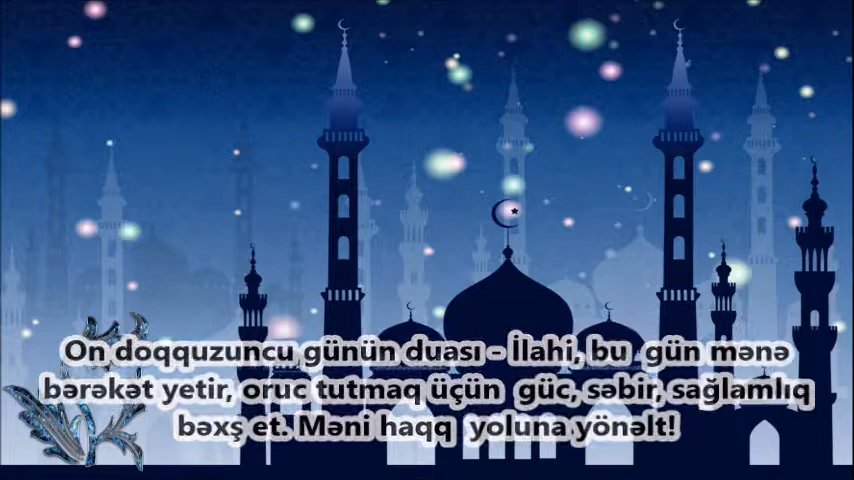 On doqquzuncu günün duası - İlahi, bu gün mənə
bərəkət yetir, oruc tutmaq üçün güc, səbir, sağlamlıq
bəxş et. Məni haqq yoluna yönəlt!